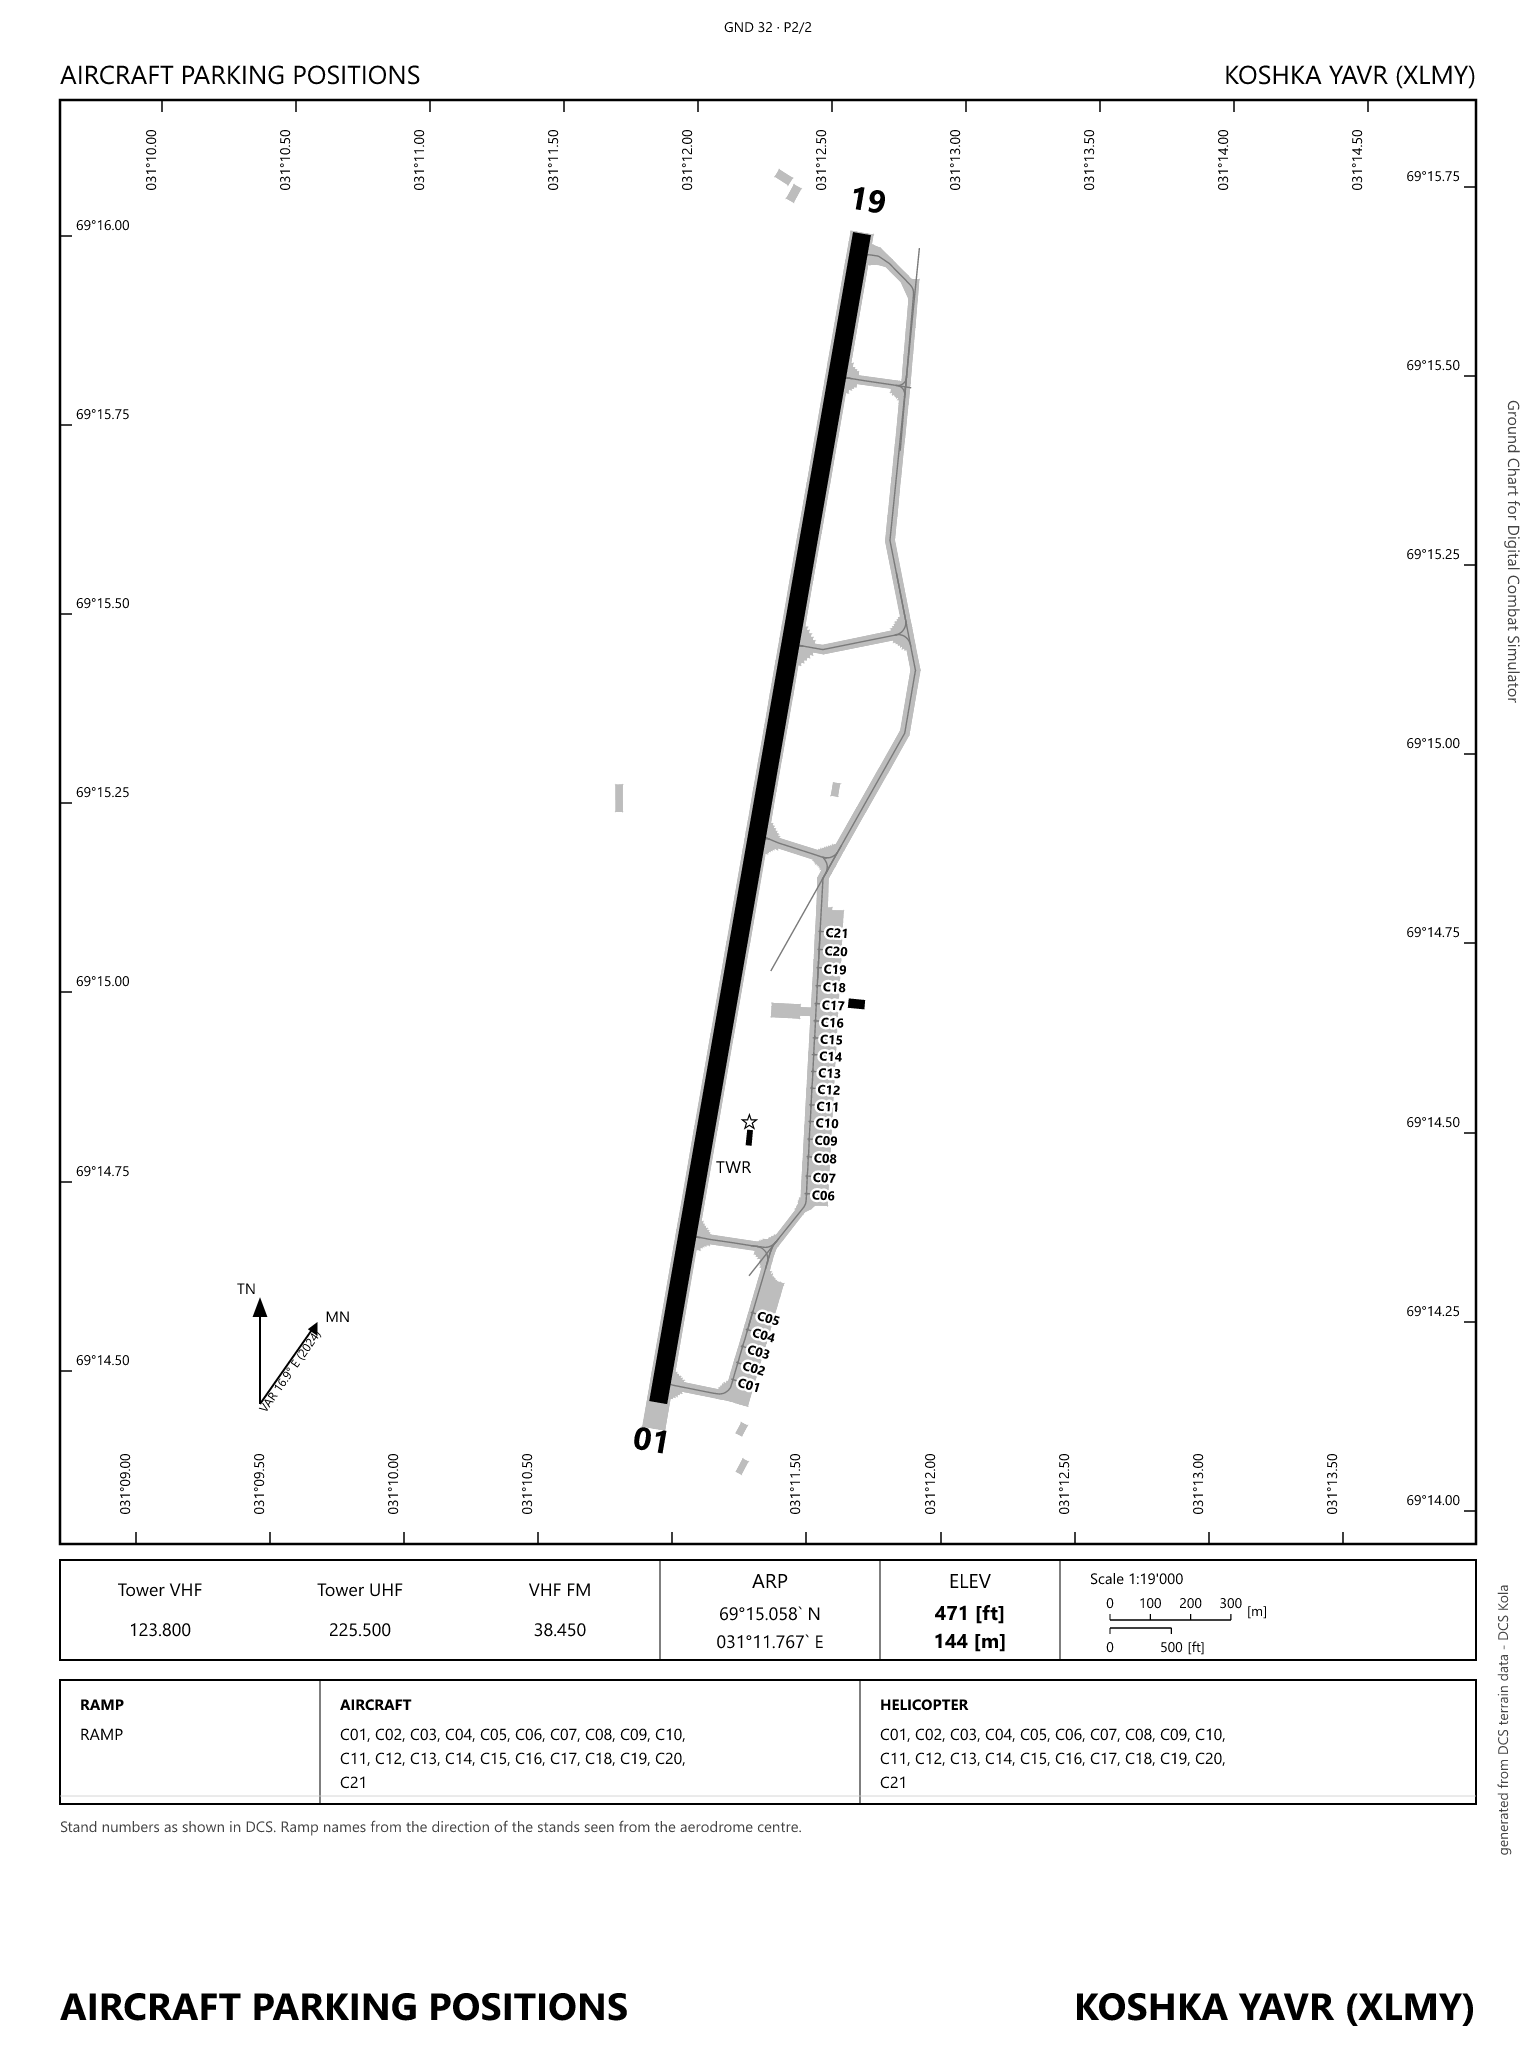 GND 32 · P2/2
AIRCRAFT PARKING POSITIONS
KOSHKA YAVR (XLMY)
031°10.00
031°10.50
031°11.00
031°11.50
031°12.00
031°12.50
031°13.00
031°13.50
031°14.00
031°14.50
69°15.75
69°16.00
19
69°15.50
69°15.75
69°15.25
69°15.50
69°15.00
69°15.25
69°14.75
69°15.00
69°14.50
69°14.75
69°14.25
69°14.50
69°14.00
C21
C20
C19
C18
C17
C16
C15
C14
C13
C12
C11
C10
C09
C08
C07
C06
TWR
C05
C04
C03
C02
C01
TN
MN
VAR 16.9° E (2024)
01
031°09.00
031°09.50
031°10.00
031°10.50
031°11.50
031°12.00
031°12.50
031°13.00
031°13.50
Ground Chart for Digital Combat Simulator
generated from DCS terrain data - DCS Kola
Tower VHF
123.800
Tower UHF
225.500
VHF FM
38.450
ARP
69°15.058` N
031°11.767` E
ELEV
471 [ft]
144 [m]
Scale 1:19'000
0 100 200 300 [m]
0 500 [ft]
RAMP
RAMP
AIRCRAFT
C01, C02, C03, C04, C05, C06, C07, C08, C09, C10,
C11, C12, C13, C14, C15, C16, C17, C18, C19, C20,
C21
HELICOPTER
C01, C02, C03, C04, C05, C06, C07, C08, C09, C10,
C11, C12, C13, C14, C15, C16, C17, C18, C19, C20,
C21
Stand numbers as shown in DCS. Ramp names from the direction of the stands seen from the aerodrome centre.
AIRCRAFT PARKING POSITIONS
KOSHKA YAVR (XLMY)